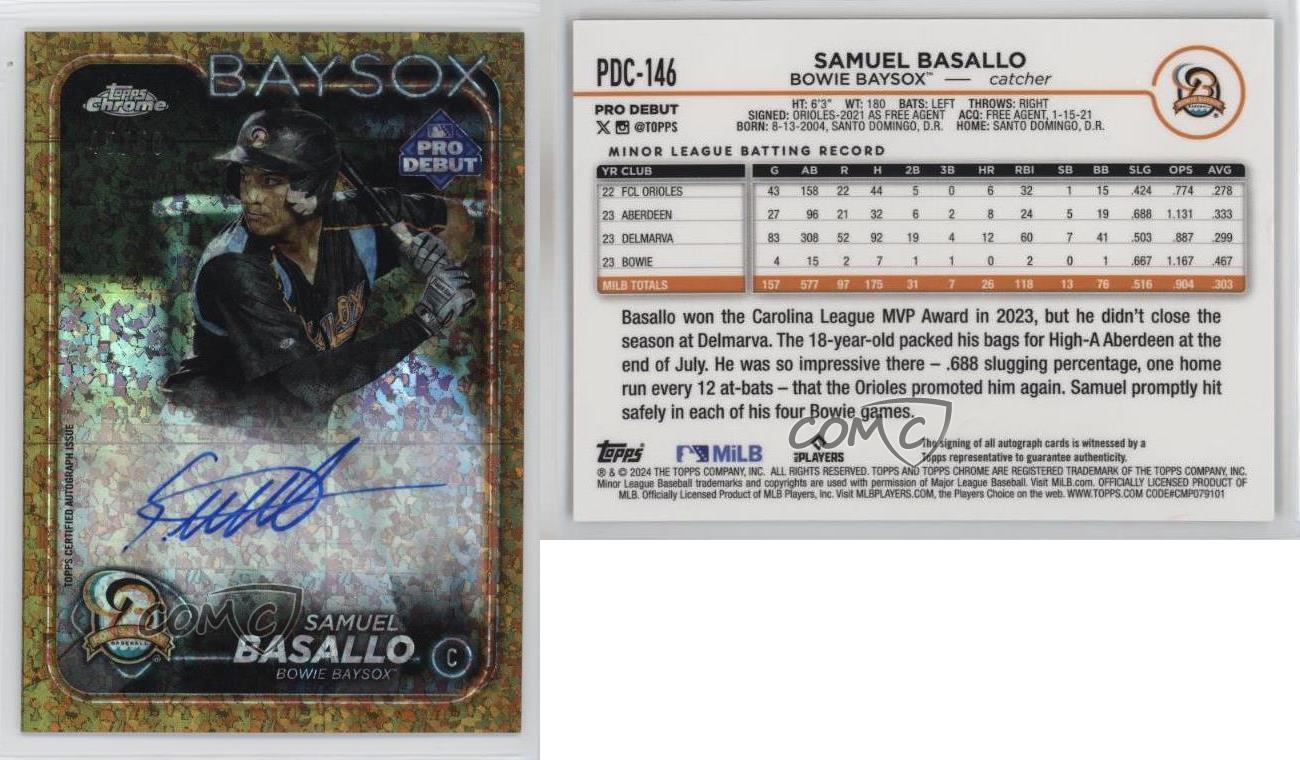 BAYSOX
Topps Chrome
MLB
PRO DEBUT
TOPPS CERTIFIED AUTOGRAPH ISSUE
BASEBALL
COMC
SAMUEL
BASALLO
C
BOWIE BAYSOX™
PDC-146
SAMUEL BASALLO
BOWIE BAYSOX™ — catcher
PRO DEBUT
@TOPPS
HT: 6'3" WT: 180 BATS: LEFT THROWS: RIGHT
SIGNED: ORIOLES-2021 AS FREE AGENT ACQ: FREE AGENT, 1-15-21
BORN: 8-13-2004, SANTO DOMINGO, D.R. HOME: SANTO DOMINGO, D.R.
MINOR LEAGUE BATTING RECORD
YR CLUB G AB R H 2B 3B HR RBI SB BB SLG OPS AVG
22 FCL ORIOLES 43 158 22 44 5 0 6 32 1 15 .424 .774 .278
23 ABERDEEN 27 96 21 32 6 2 8 24 5 19 .688 1.131 .333
23 DELMARVA 83 308 52 92 19 4 12 60 7 41 .503 .887 .299
23 BOWIE 4 15 2 7 1 1 0 2 0 1 .667 1.167 .467
MILB TOTALS 157 577 97 175 31 7 26 118 13 76 .516 .904 .303
Basallo won the Carolina League MVP Award in 2023, but he didn't close the
season at Delmarva. The 18-year-old packed his bags for High-A Aberdeen at the
end of July. He was so impressive there – .688 slugging percentage, one home
run every 12 at-bats – that the Orioles promoted him again. Samuel promptly hit
safely in each of his four Bowie games.
COMC
Topps MiLB PLAYERS
The signing of all autograph cards is witnessed by a
Topps representative to guarantee authenticity.
® & © 2024 THE TOPPS COMPANY, INC. ALL RIGHTS RESERVED. TOPPS AND TOPPS CHROME ARE REGISTERED TRADEMARK OF THE TOPPS COMPANY, INC.
Minor League Baseball trademarks and copyrights are used with permission of Major League Baseball. Visit MiLB.com. OFFICIALLY LICENSED PRODUCT OF
MLB. Officially Licensed Product of MLB Players, Inc. Visit MLBPLAYERS.COM, the Players Choice on the web. WWW.TOPPS.COM CODE#CMP079101